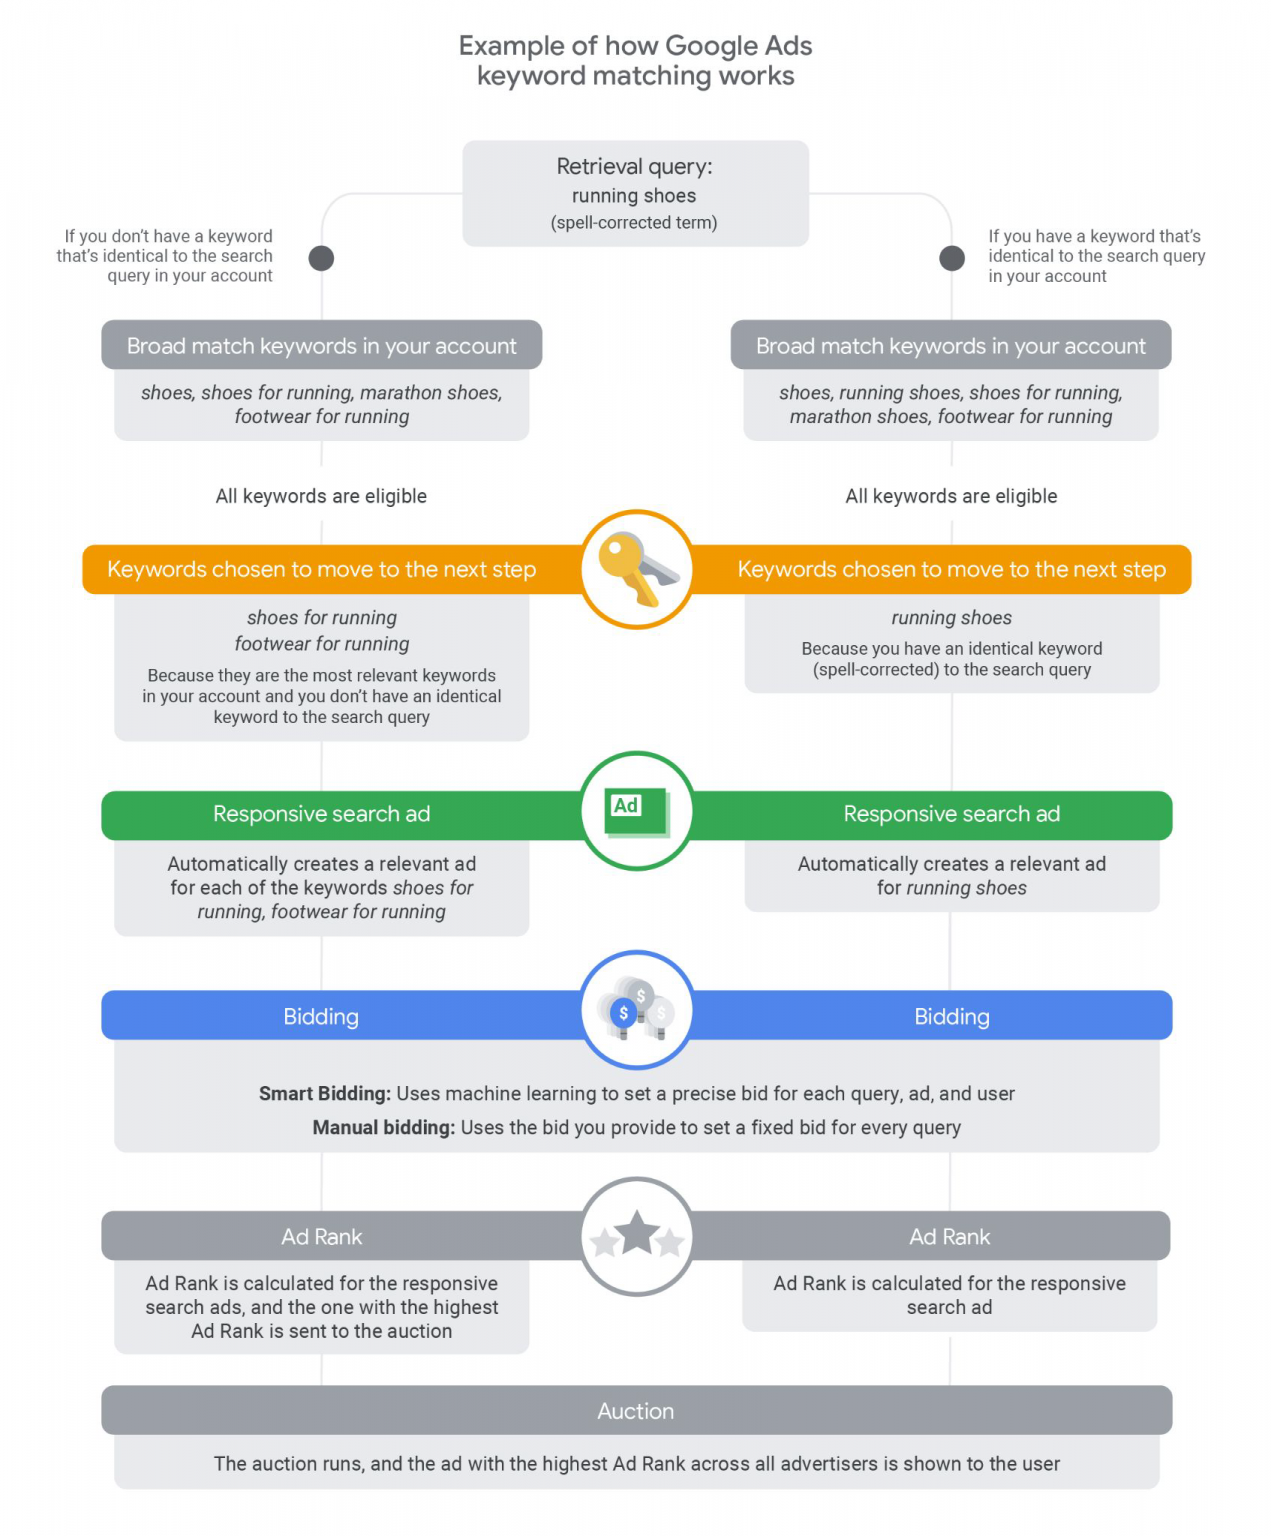 Example of how Google Ads
keyword matching works
Retrieval query:
running shoes
(spell-corrected term)
If you don’t have a keyword
that’s identical to the search
query in your account
If you have a keyword that’s
identical to the search query
in your account
Broad match keywords in your account
shoes, shoes for running, marathon shoes,
footwear for running
Broad match keywords in your account
shoes, running shoes, shoes for running,
marathon shoes, footwear for running
All keywords are eligible
All keywords are eligible
Keywords chosen to move to the next step
shoes for running
footwear for running
Because they are the most relevant keywords
in your account and you don’t have an identical
keyword to the search query
Keywords chosen to move to the next step
running shoes
Because you have an identical keyword
(spell-corrected) to the search query
Ad
Responsive search ad
Automatically creates a relevant ad
for each of the keywords shoes for
running, footwear for running
Responsive search ad
Automatically creates a relevant ad
for running shoes
Bidding
$ $ $
Bidding
Smart Bidding: Uses machine learning to set a precise bid for each query, ad, and user
Manual bidding: Uses the bid you provide to set a fixed bid for every query
Ad Rank
Ad Rank is calculated for the responsive
search ads, and the one with the highest
Ad Rank is sent to the auction
Ad Rank
Ad Rank is calculated for the responsive
search ad
Auction
The auction runs, and the ad with the highest Ad Rank across all advertisers is shown to the user